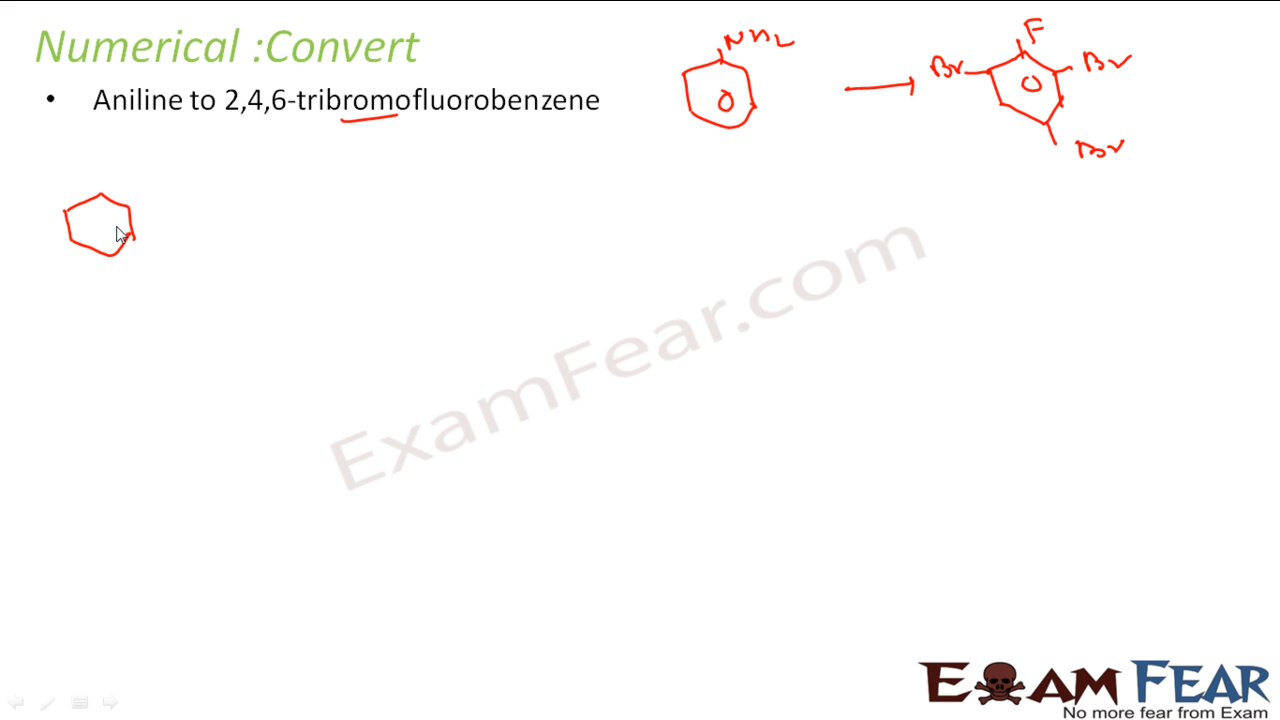 Numerical :Convert
• Aniline to 2,4,6-tribromofluorobenzene
NH2
F
Br
Br
Br
ExamFear.com
EXAM FEAR
No more fear from Exam